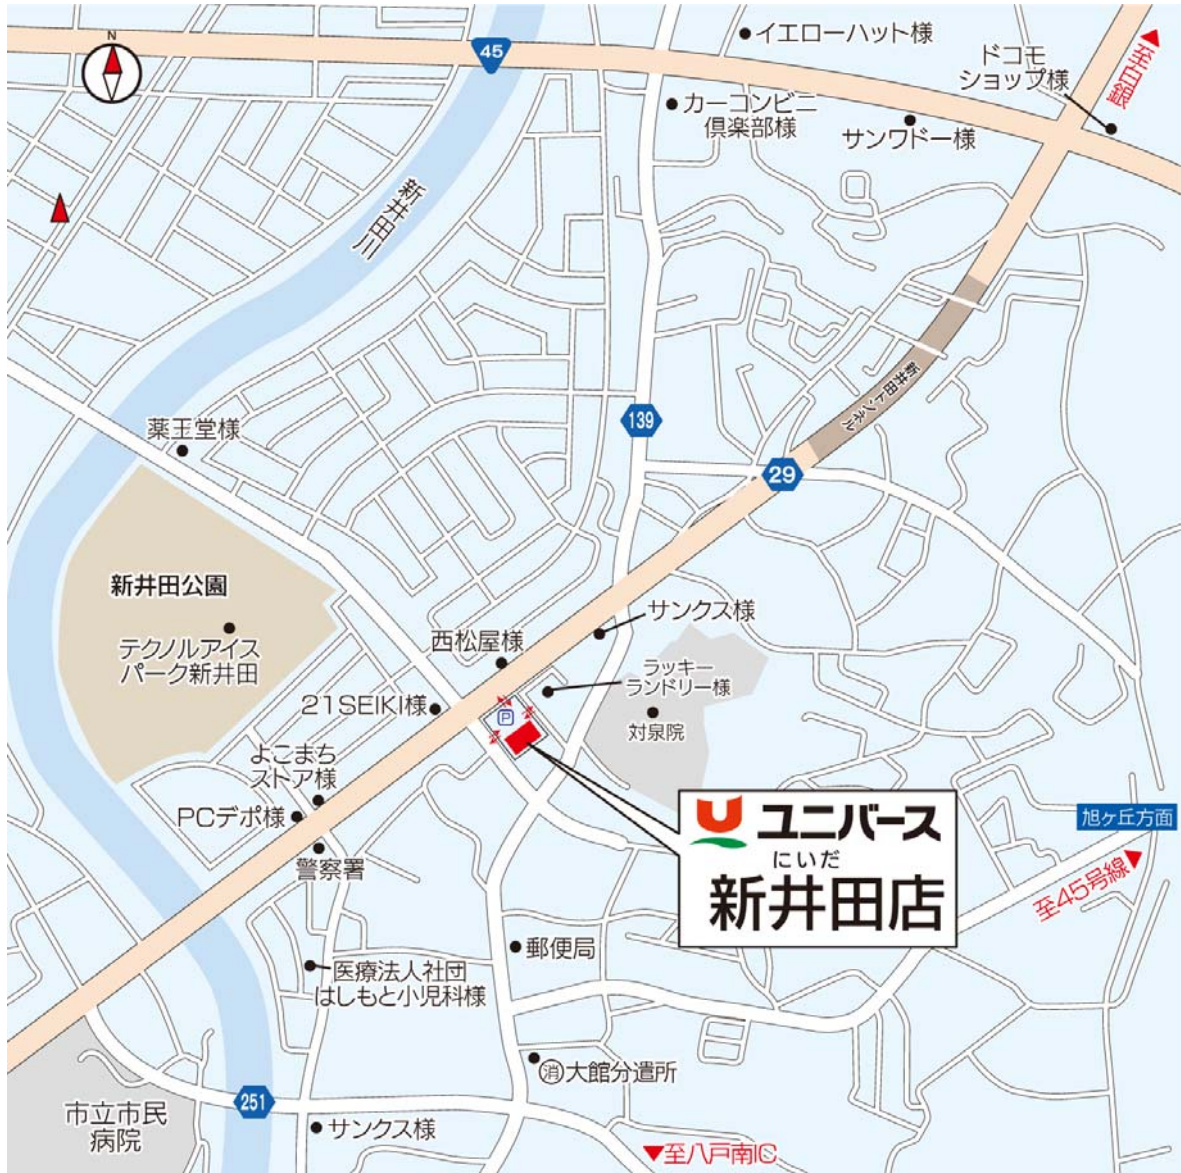 N
45
イエローハット様
ドコモ
ショップ様
至白銀
カーコンビニ
倶楽部様
サンワドー様
新井田川
新井田トンネル
139
薬王堂様
29
新井田公園
テクノルアイス
パーク新井田
サンクス様
西松屋様
ラッキー
ランドリー様
21SEIKI様
P
対泉院
よこまち
ストア様
PCデポ様
警察署
ユニバース
にいだ
新井田店
旭ヶ丘方面
至45号線
郵便局
医療法人社団
はしもと小児科様
消大館分遣所
251
市立市民
病院
サンクス様
至八戸南IC